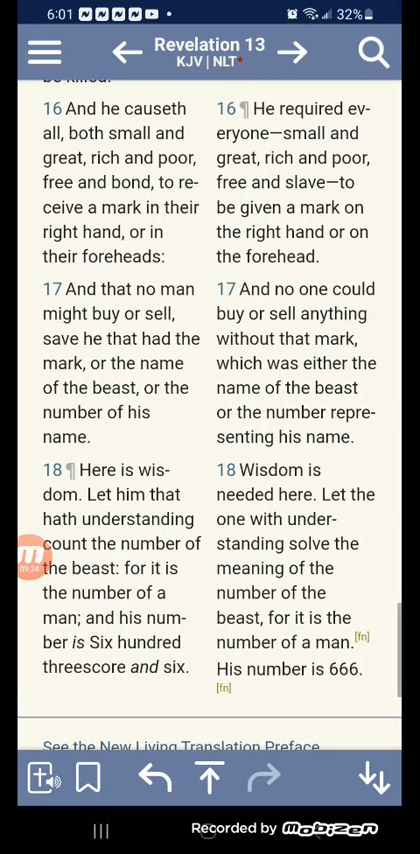 6:01
32%
Revelation 13
KJV | NLT*
be killed.
16 And he causeth
all, both small and
great, rich and poor,
free and bond, to re-
ceive a mark in their
right hand, or in
their foreheads:
17 And that no man
might buy or sell,
save he that had the
mark, or the name
of the beast, or the
number of his
name.
18 ¶ Here is wis-
dom. Let him that
hath understanding
count the number of
the beast: for it is
the number of a
man; and his num-
ber is Six hundred
threescore and six.
16 ¶ He required ev-
eryone—small and
great, rich and poor,
free and slave—to
be given a mark on
the right hand or on
the forehead.
17 And no one could
buy or sell anything
without that mark,
which was either the
name of the beast
or the number repre-
senting his name.
18 Wisdom is
needed here. Let the
one with under-
standing solve the
meaning of the
number of the
beast, for it is the
number of a man.[fn]
His number is 666.
[fn]
09:24
See the New Living Translation Preface
Recorded by mobizen